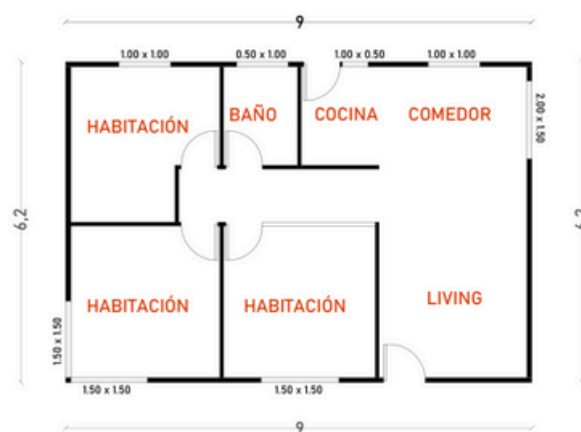 9
1.00 x 1.00
0.50 x 1.00
1.00 x 0.50
1.00 x 1.00
HABITACIÓN
BAÑO
COCINA
COMEDOR
2.00 x 1.50
6,2
6,2
HABITACIÓN
HABITACIÓN
LIVING
1.50 x 1.50
1.50 x 1.50
1.50 x 1.50
9